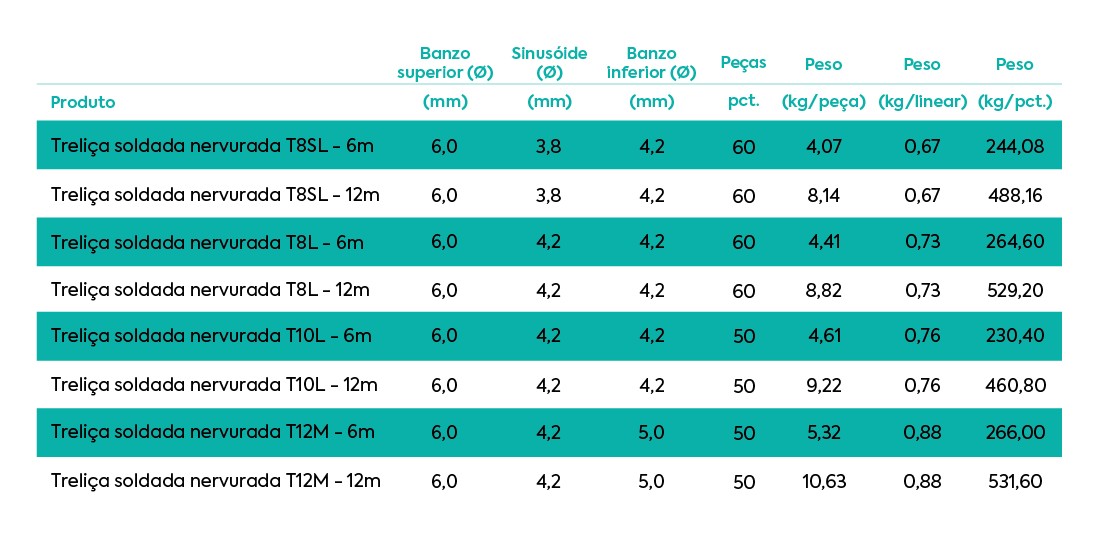 Banzo superior (Ø) Sinusóide (Ø) Banzo inferior (Ø) Peças Peso Peso Peso
Produto (mm) (mm) (mm) pct. (kg/peça) (kg/linear) (kg/pct.)
Treliça soldada nervurada T8SL - 6m 6,0 3,8 4,2 60 4,07 0,67 244,08
Treliça soldada nervurada T8SL - 12m 6,0 3,8 4,2 60 8,14 0,67 488,16
Treliça soldada nervurada T8L - 6m 6,0 4,2 4,2 60 4,41 0,73 264,60
Treliça soldada nervurada T8L - 12m 6,0 4,2 4,2 60 8,82 0,73 529,20
Treliça soldada nervurada T10L - 6m 6,0 4,2 4,2 50 4,61 0,76 230,40
Treliça soldada nervurada T10L - 12m 6,0 4,2 4,2 50 9,22 0,76 460,80
Treliça soldada nervurada T12M - 6m 6,0 4,2 5,0 50 5,32 0,88 266,00
Treliça soldada nervurada T12M - 12m 6,0 4,2 5,0 50 10,63 0,88 531,60